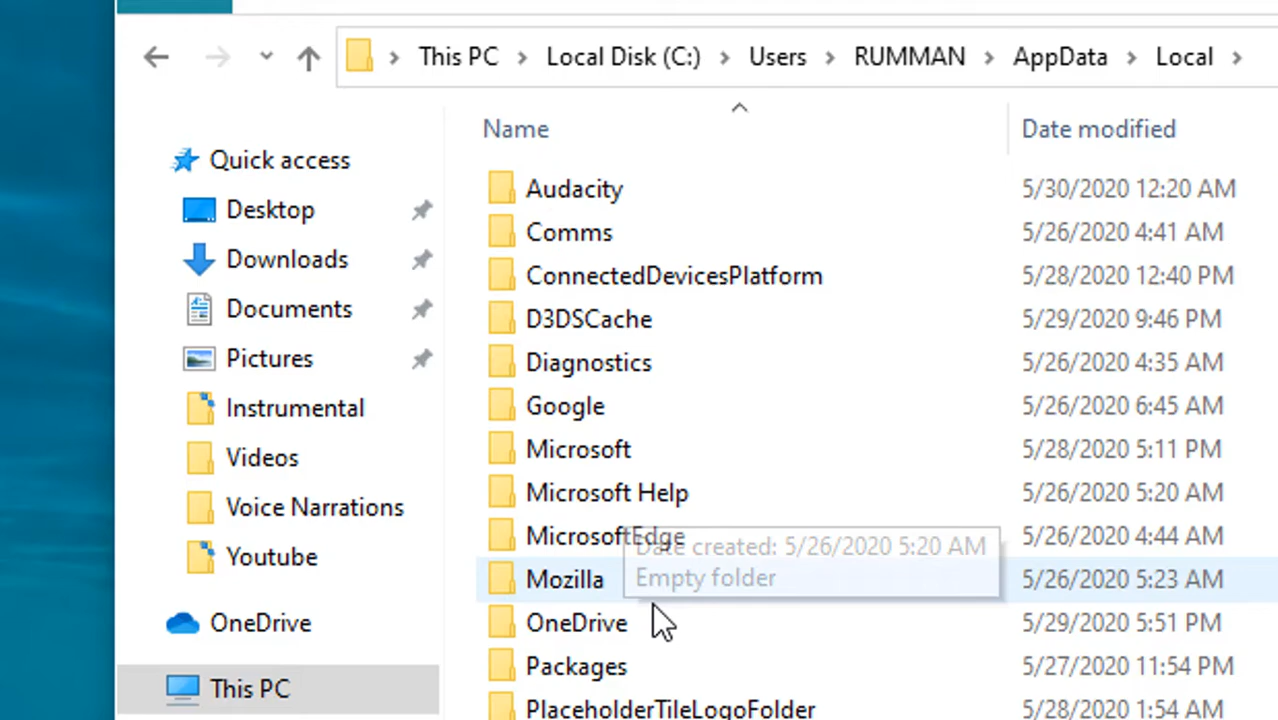 This PC > Local Disk (C:) > Users > RUMMAN > AppData > Local >
Name Date modified
Quick access
Desktop
Downloads
Documents
Pictures
Instrumental
Videos
Voice Narrations
Youtube
OneDrive
This PC
Audacity 5/30/2020 12:20 AM
Comms 5/26/2020 4:41 AM
ConnectedDevicesPlatform 5/28/2020 12:40 PM
D3DSCache 5/29/2020 9:46 PM
Diagnostics 5/26/2020 4:35 AM
Google 5/26/2020 6:45 AM
Microsoft 5/28/2020 5:11 PM
Microsoft Help 5/26/2020 5:20 AM
MicrosoftEdge 5/26/2020 4:44 AM
Date created: 5/26/2020 5:20 AM
Empty folder
Mozilla 5/26/2020 5:23 AM
OneDrive 5/29/2020 5:51 PM
Packages 5/27/2020 11:54 PM
PlaceholderTileLogoFolder 5/28/2020 1:54 AM